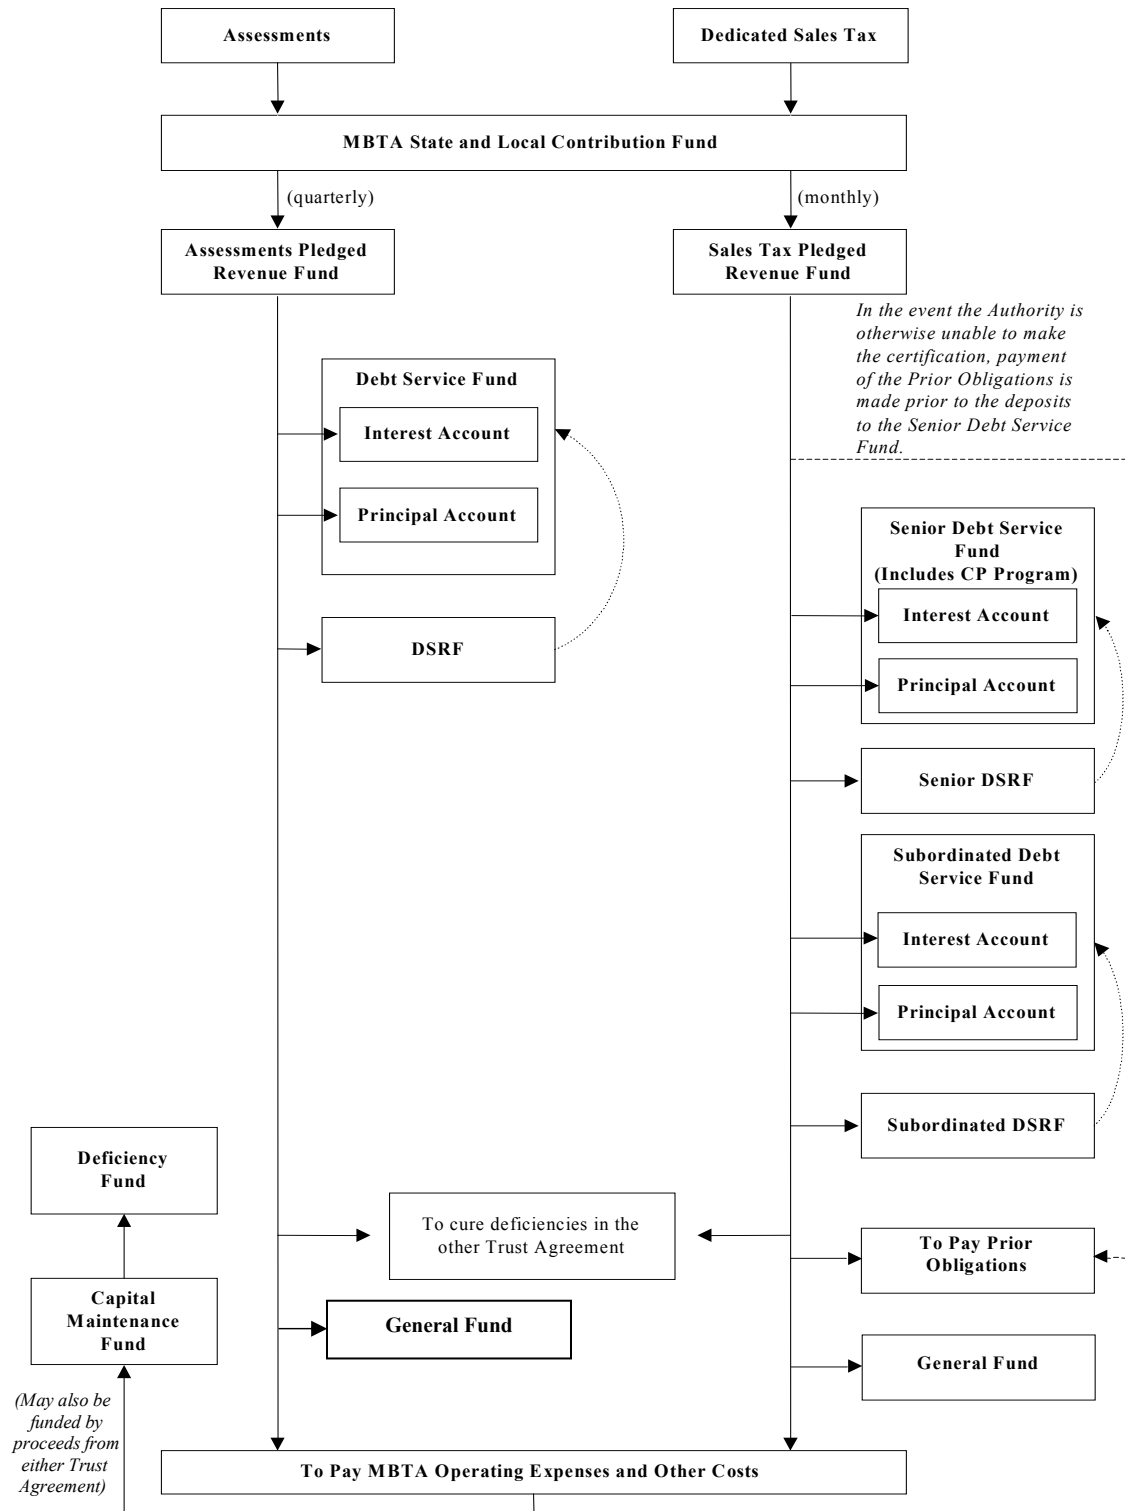 Assessments
Dedicated Sales Tax
MBTA State and Local Contribution Fund
(quarterly)
(monthly)
Assessments Pledged
Revenue Fund
Sales Tax Pledged
Revenue Fund
In the event the Authority is
otherwise unable to make
the certification, payment
of the Prior Obligations is
made prior to the deposits
to the Senior Debt Service
Fund.
Debt Service Fund
Interest Account
Principal Account
DSRF
Senior Debt Service
Fund
(Includes CP Program)
Interest Account
Principal Account
Senior DSRF
Subordinated Debt
Service Fund
Interest Account
Principal Account
Subordinated DSRF
Deficiency
Fund
To cure deficiencies in the
other Trust Agreement
To Pay Prior
Obligations
Capital
Maintenance
Fund
General Fund
General Fund
(May also be
funded by
proceeds from
either Trust
Agreement)
To Pay MBTA Operating Expenses and Other Costs